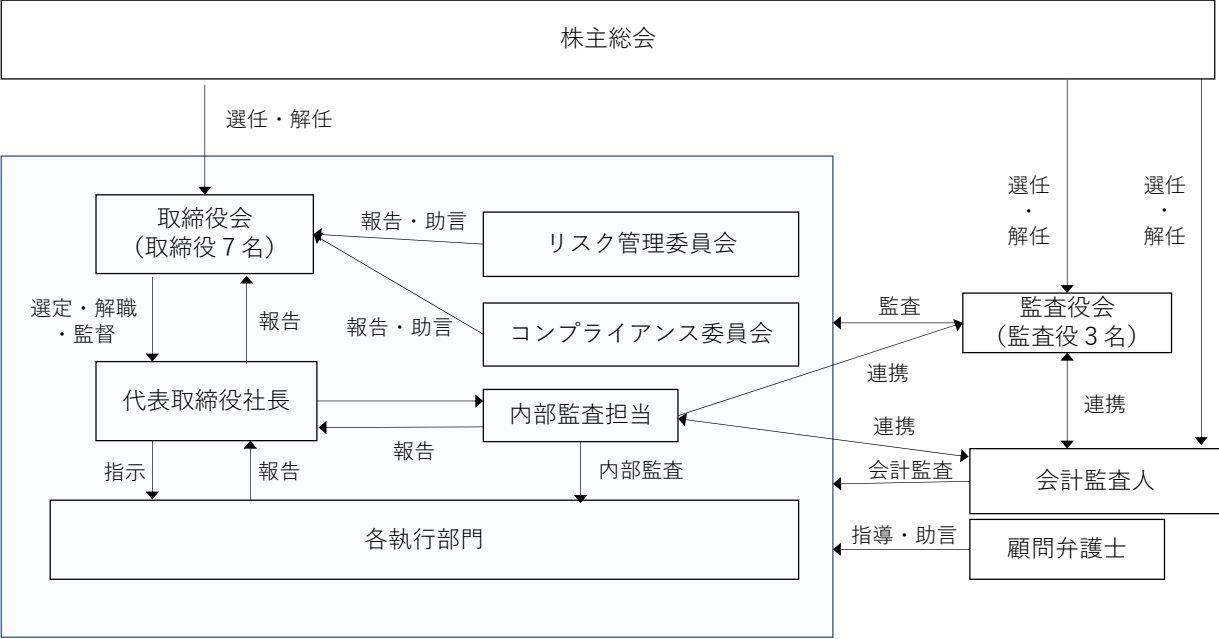 株主総会
選任・解任
選任
・
解任
選任
・
解任
取締役会
（取締役７名）
報告・助言
リスク管理委員会
選定・解職
・監督
報告
報告・助言
コンプライアンス委員会
監査
監査役会
（監査役３名）
連携
代表取締役社長
内部監査担当
連携
連携
報告
指示
報告
内部監査
会計監査
会計監査人
各執行部門
指導・助言
顧問弁護士